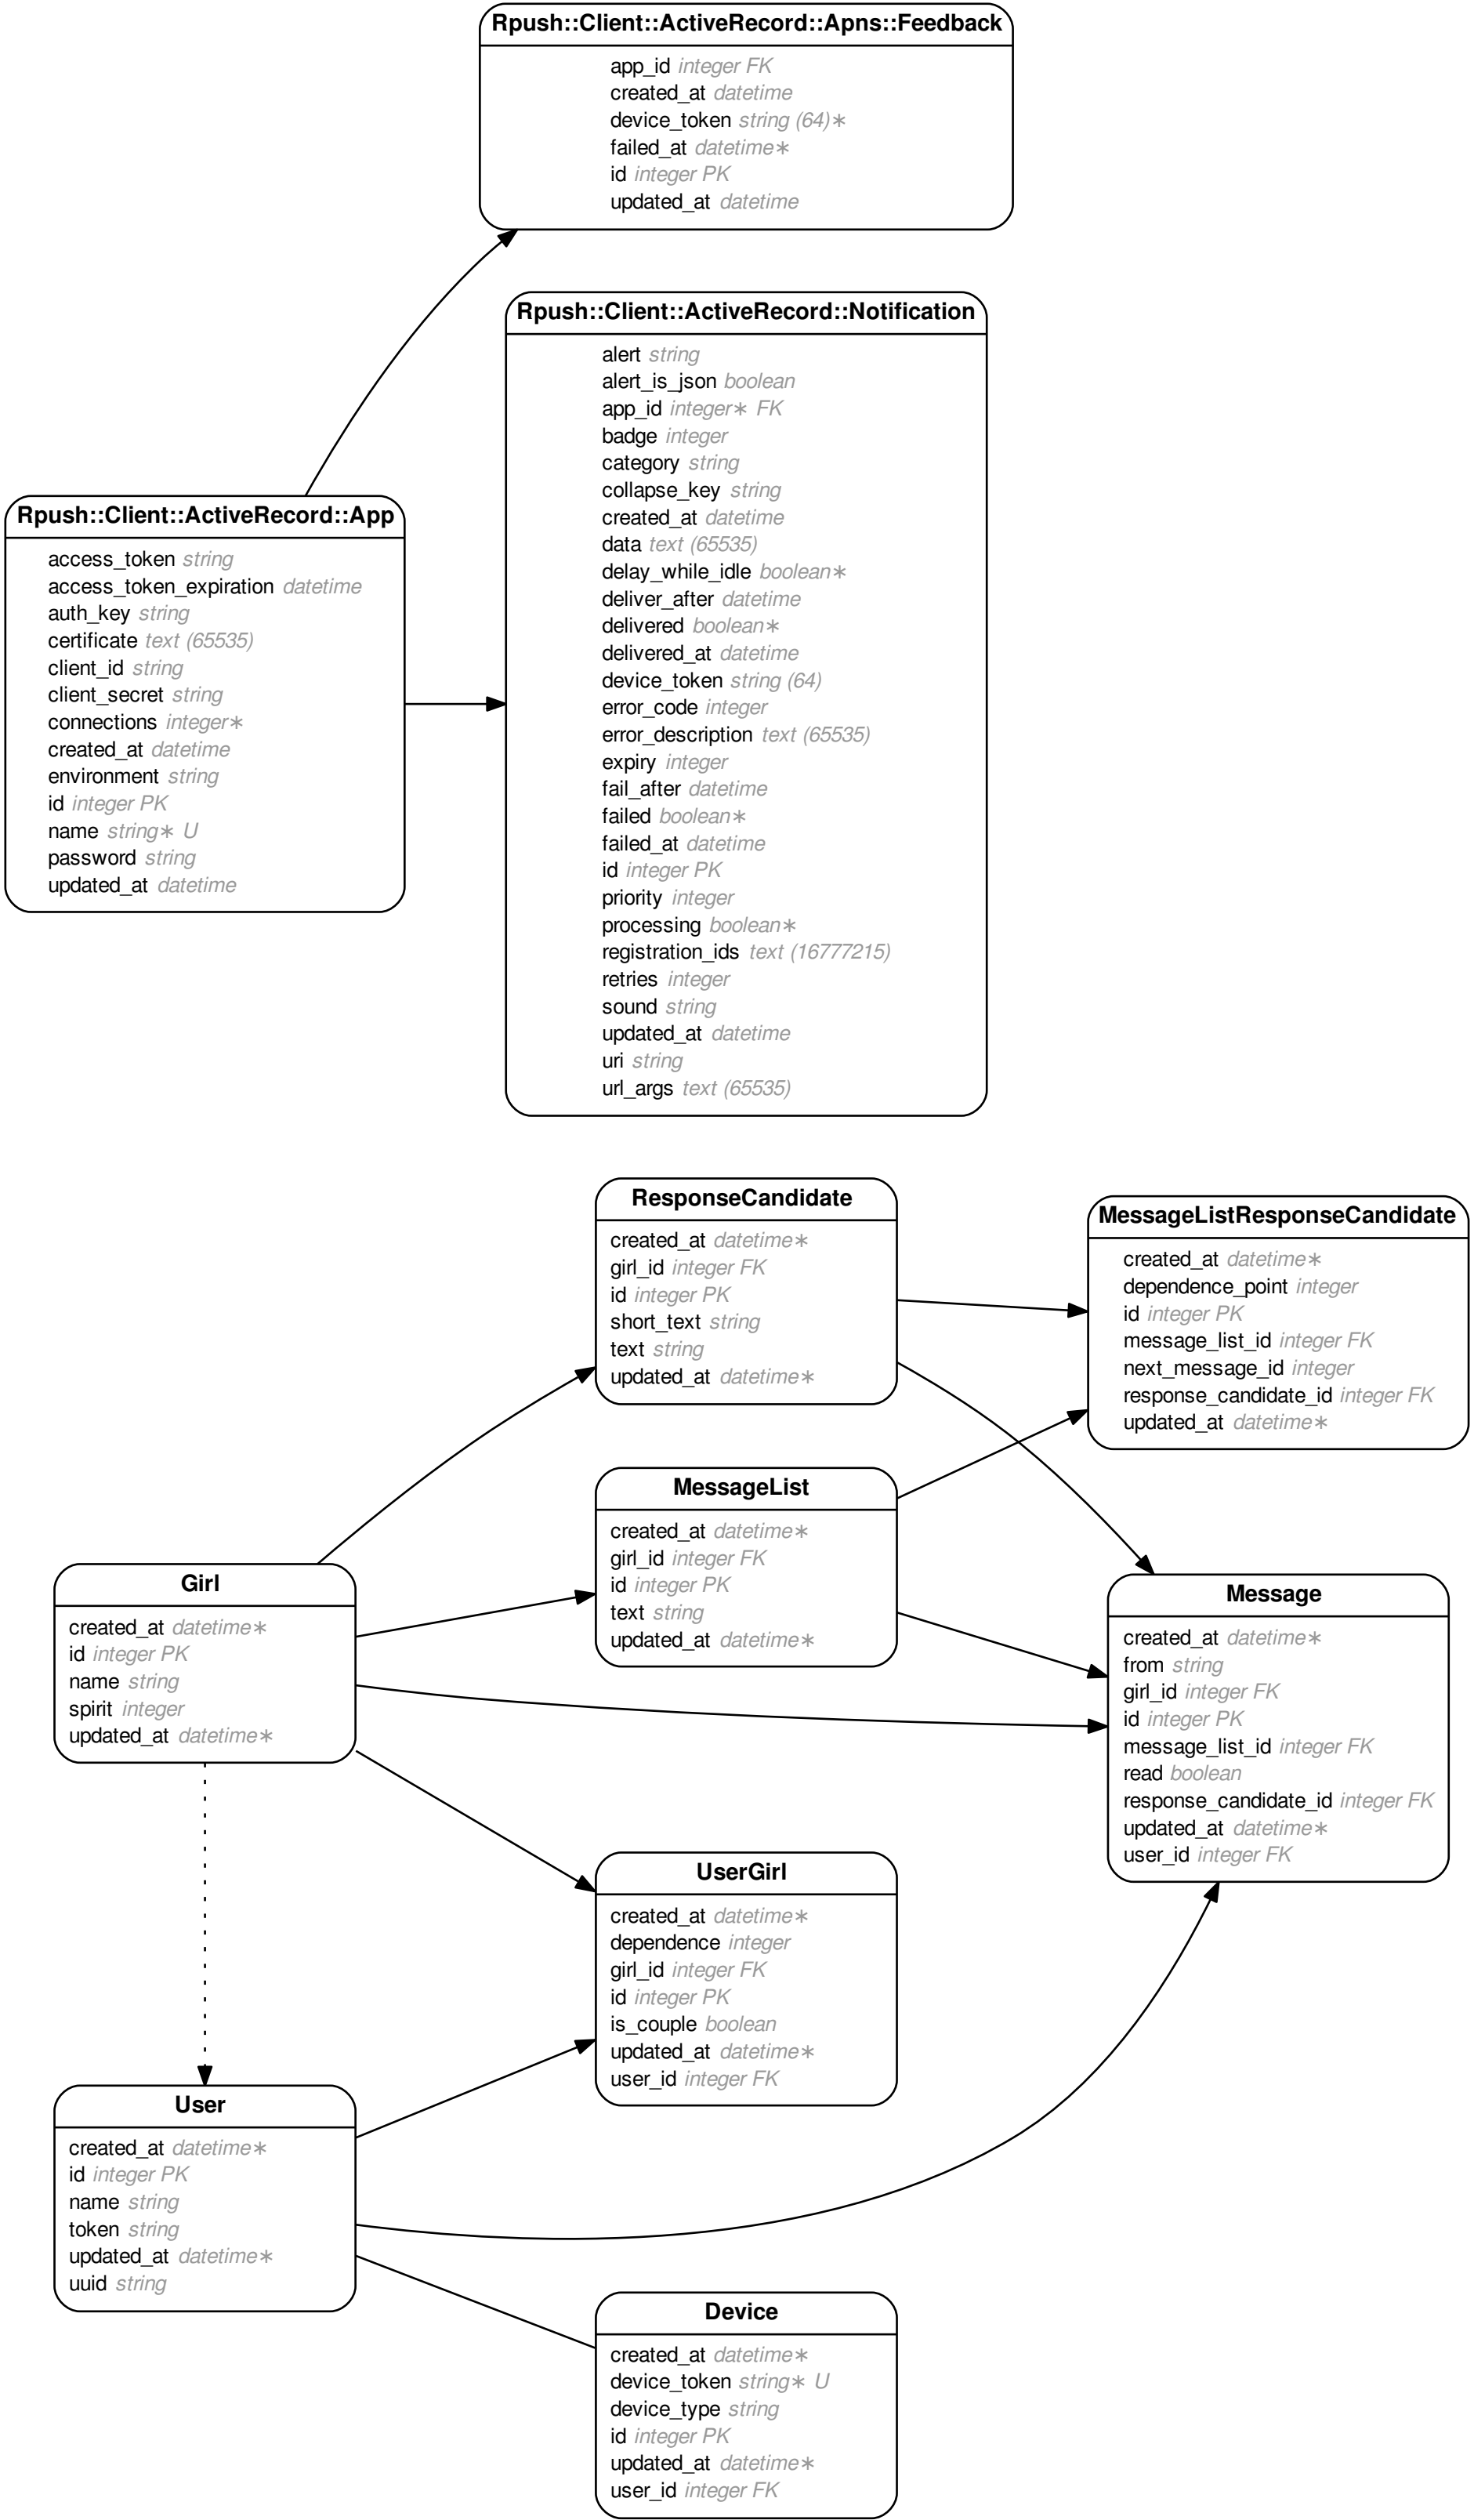 Rpush::Client::ActiveRecord::Apns::Feedback
app_id integer FK
created_at datetime
device_token string (64)∗
failed_at datetime∗
id integer PK
updated_at datetime
Rpush::Client::ActiveRecord::Notification
alert string
alert_is_json boolean
app_id integer∗ FK
badge integer
category string
collapse_key string
created_at datetime
data text (65535)
delay_while_idle boolean∗
deliver_after datetime
delivered boolean∗
delivered_at datetime
device_token string (64)
error_code integer
error_description text (65535)
expiry integer
fail_after datetime
failed boolean∗
failed_at datetime
id integer PK
priority integer
processing boolean∗
registration_ids text (16777215)
retries integer
sound string
updated_at datetime
uri string
url_args text (65535)
Rpush::Client::ActiveRecord::App
access_token string
access_token_expiration datetime
auth_key string
certificate text (65535)
client_id string
client_secret string
connections integer∗
created_at datetime
environment string
id integer PK
name string∗ U
password string
updated_at datetime
ResponseCandidate
created_at datetime∗
girl_id integer FK
id integer PK
short_text string
text string
updated_at datetime∗
MessageListResponseCandidate
created_at datetime∗
dependence_point integer
id integer PK
message_list_id integer FK
next_message_id integer
response_candidate_id integer FK
updated_at datetime∗
MessageList
created_at datetime∗
girl_id integer FK
id integer PK
text string
updated_at datetime∗
Girl
created_at datetime∗
id integer PK
name string
spirit integer
updated_at datetime∗
Message
created_at datetime∗
from string
girl_id integer FK
id integer PK
message_list_id integer FK
read boolean
response_candidate_id integer FK
updated_at datetime∗
user_id integer FK
UserGirl
created_at datetime∗
dependence integer
girl_id integer FK
id integer PK
is_couple boolean
updated_at datetime∗
user_id integer FK
User
created_at datetime∗
id integer PK
name string
token string
updated_at datetime∗
uuid string
Device
created_at datetime∗
device_token string∗ U
device_type string
id integer PK
updated_at datetime∗
user_id integer FK